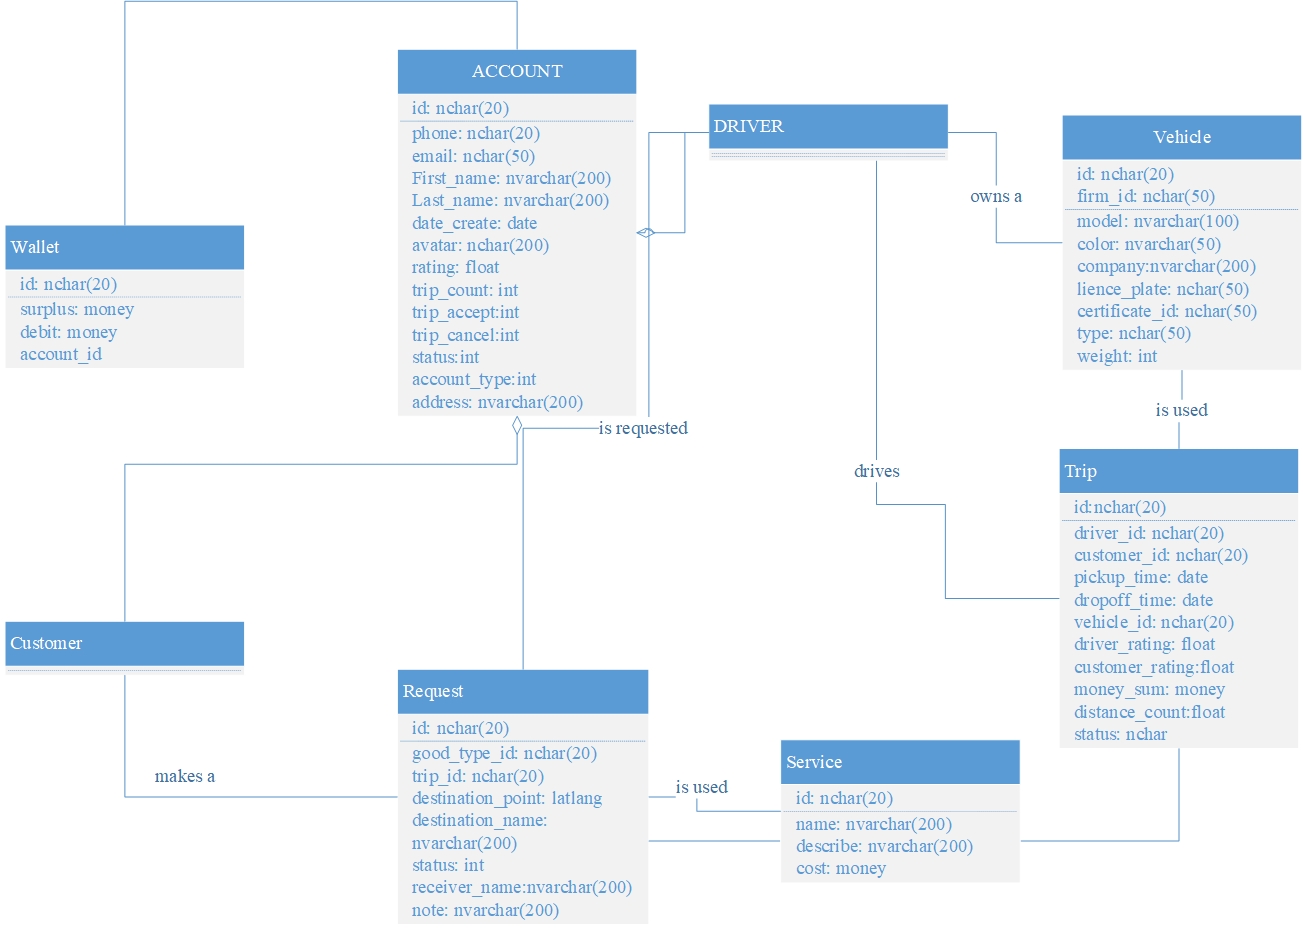 ACCOUNT
id: nchar(20)
phone: nchar(20)
email: nchar(50)
First_name: nvarchar(200)
Last_name: nvarchar(200)
date_create: date
avatar: nchar(200)
rating: float
trip_count: int
trip_accept:int
trip_cancel:int
status:int
account_type:int
address: nvarchar(200)
DRIVER
Vehicle
id: nchar(20)
firm_id: nchar(50)
model: nvarchar(100)
color: nvarchar(50)
company:nvarchar(200)
lience_plate: nchar(50)
certificate_id: nchar(50)
type: nchar(50)
weight: int
owns a
Wallet
id: nchar(20)
surplus: money
debit: money
account_id
is requested
is used
drives
Trip
id:nchar(20)
driver_id: nchar(20)
customer_id: nchar(20)
pickup_time: date
dropoff_time: date
vehicle_id: nchar(20)
driver_rating: float
customer_rating:float
money_sum: money
distance_count:float
status: nchar
Customer
makes a
Request
id: nchar(20)
good_type_id: nchar(20)
trip_id: nchar(20)
destination_point: latlang
destination_name:
nvarchar(200)
status: int
receiver_name:nvarchar(200)
note: nvarchar(200)
is used
Service
id: nchar(20)
name: nvarchar(200)
describe: nvarchar(200)
cost: money